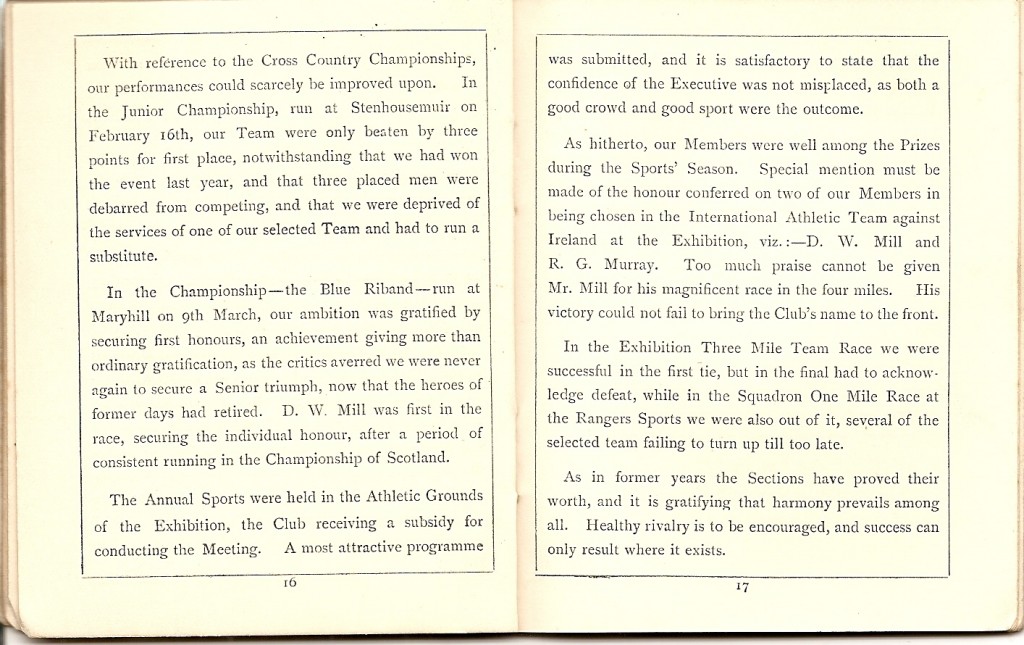 With reference to the Cross Country Championships,
our performances could scarcely be improved upon. In
the Junior Championship, run at Stenhousemuir on
February 16th, our Team were only beaten by three
points for first place, notwithstanding that we had won
the event last year, and that three placed men were
debarred from competing, and that we were deprived of
the services of one of our selected Team and had to run a
substitute.
In the Championship—the Blue Riband—run at
Maryhill on 9th March, our ambition was gratified by
securing first honours, an achievement giving more than
ordinary gratification, as the critics averred we were never
again to secure a Senior triumph, now that the heroes of
former days had retired. D. W. Mill was first in the
race, securing the individual honour, after a period of
consistent running in the Championship of Scotland.
The Annual Sports were held in the Athletic Grounds
of the Exhibition, the Club receiving a subsidy for
conducting the Meeting. A most attractive programme
16
was submitted, and it is satisfactory to state that the
confidence of the Executive was not misplaced, as both a
good crowd and good sport were the outcome.
As hitherto, our Members were well among the Prizes
during the Sports' Season. Special mention must be
made of the honour conferred on two of our Members in
being chosen in the International Athletic Team against
Ireland at the Exhibition, viz.:—D. W. Mill and
R. G. Murray. Too much praise cannot be given
Mr. Mill for his magnificent race in the four miles. His
victory could not fail to bring the Club's name to the front.
In the Exhibition Three Mile Team Race we were
successful in the first tie, but in the final had to acknow-
ledge defeat, while in the Squadron One Mile Race at
the Rangers Sports we were also out of it, several of the
selected team failing to turn up till too late.
As in former years the Sections have proved their
worth, and it is gratifying that harmony prevails among
all. Healthy rivalry is to be encouraged, and success can
only result where it exists.
17